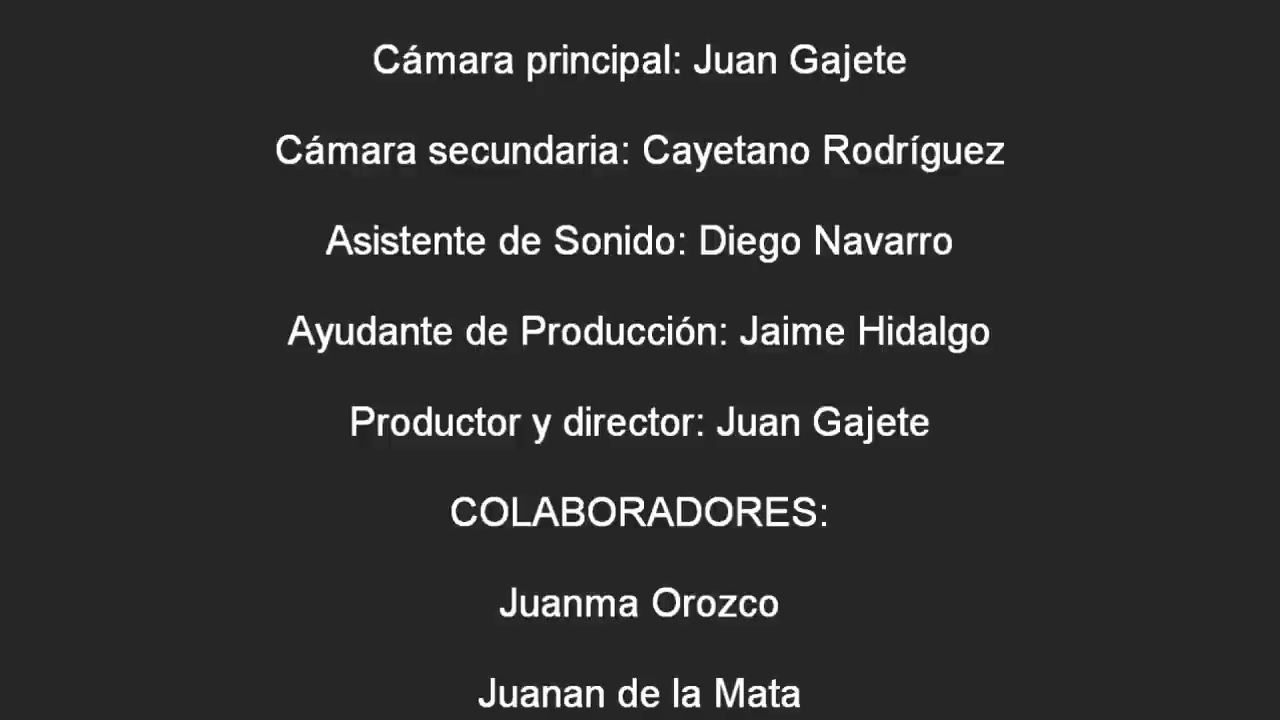 Cámara principal: Juan Gajete
Cámara secundaria: Cayetano Rodríguez
Asistente de Sonido: Diego Navarro
Ayudante de Producción: Jaime Hidalgo
Productor y director: Juan Gajete
COLABORADORES:
Juanma Orozco
Juanan de la Mata